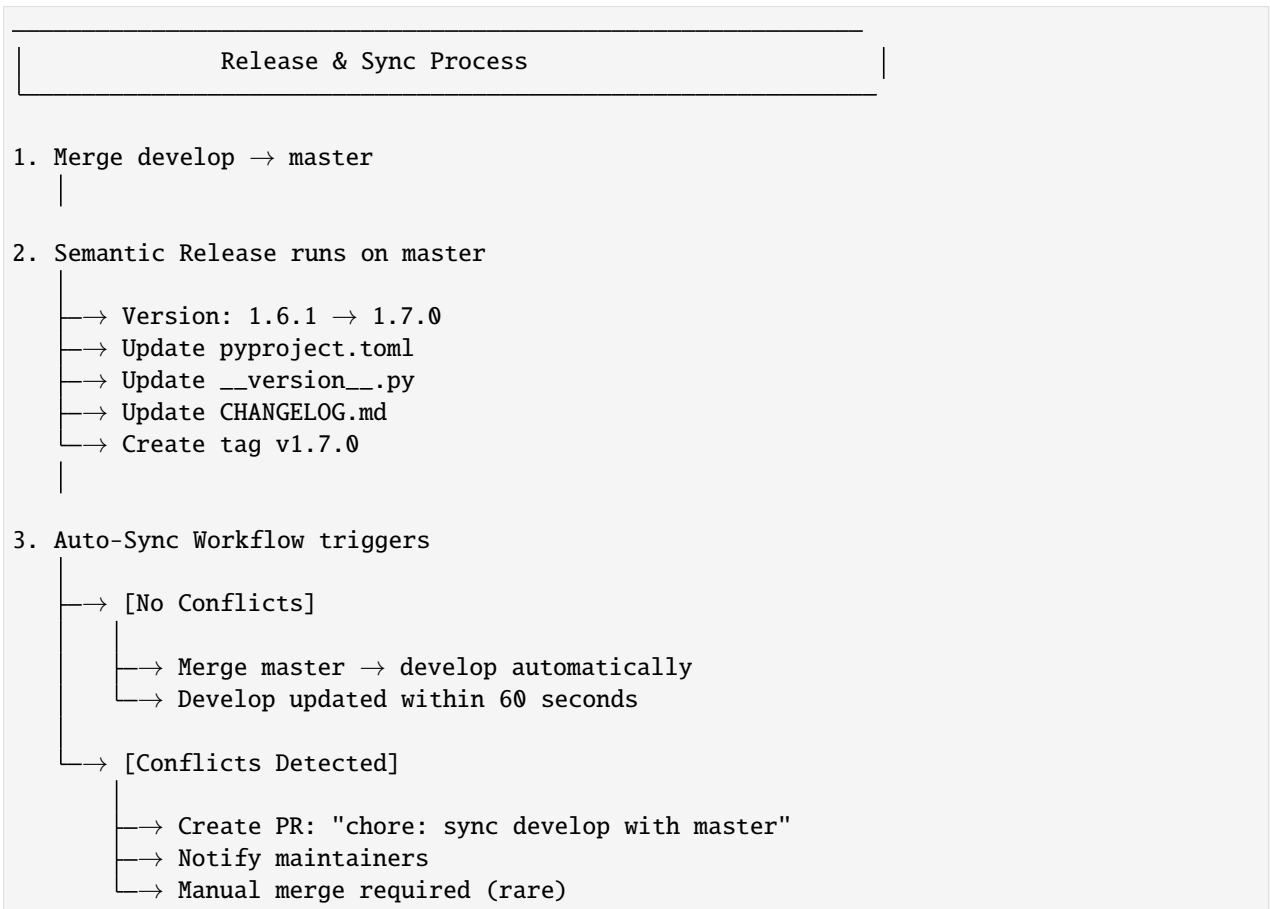 Release & Sync Process
1. Merge develop → master
2. Semantic Release runs on master
→ Version: 1.6.1 → 1.7.0
→ Update pyproject.toml
→ Update __version__.py
→ Update CHANGELOG.md
→ Create tag v1.7.0
3. Auto-Sync Workflow triggers
→ [No Conflicts]
→ Merge master → develop automatically
→ Develop updated within 60 seconds
→ [Conflicts Detected]
→ Create PR: "chore: sync develop with master"
→ Notify maintainers
→ Manual merge required (rare)